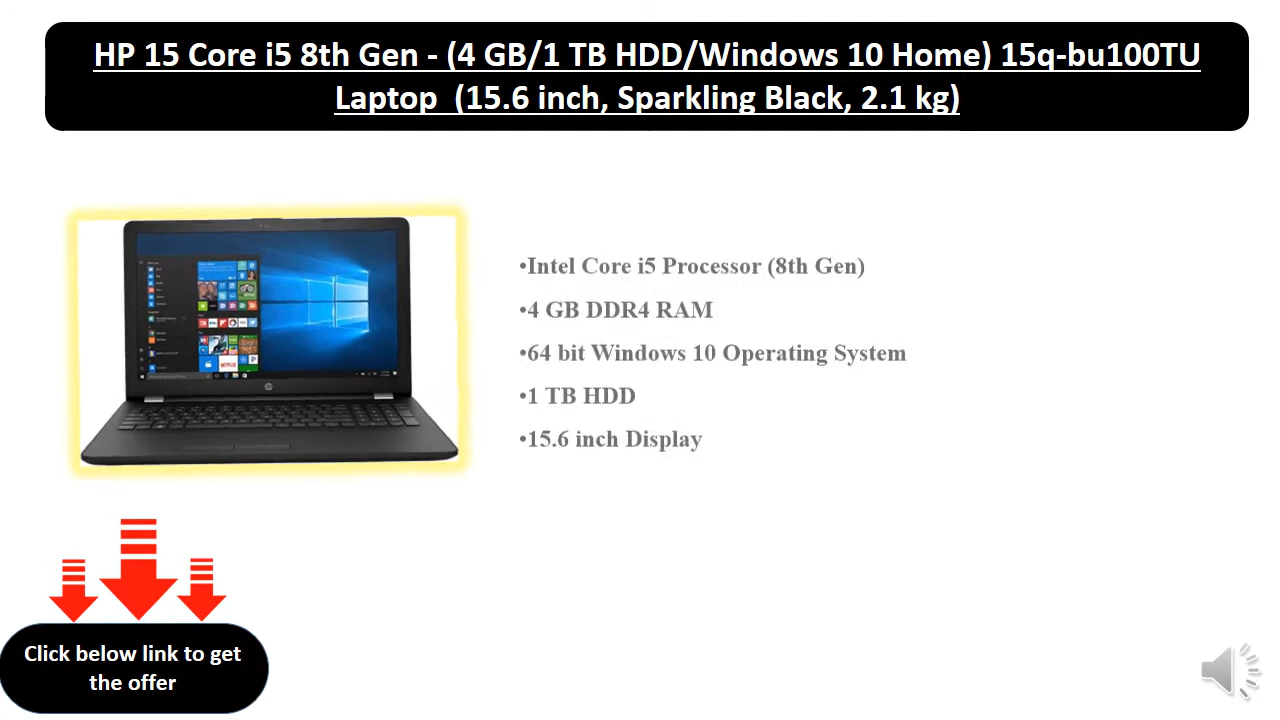 HP 15 Core i5 8th Gen - (4 GB/1 TB HDD/Windows 10 Home) 15q-bu100TU
Laptop  (15.6 inch, Sparkling Black, 2.1 kg)
•Intel Core i5 Processor (8th Gen)
•4 GB DDR4 RAM
•64 bit Windows 10 Operating System
•1 TB HDD
•15.6 inch Display
NETFLIX
hp
Click below link to get
the offer